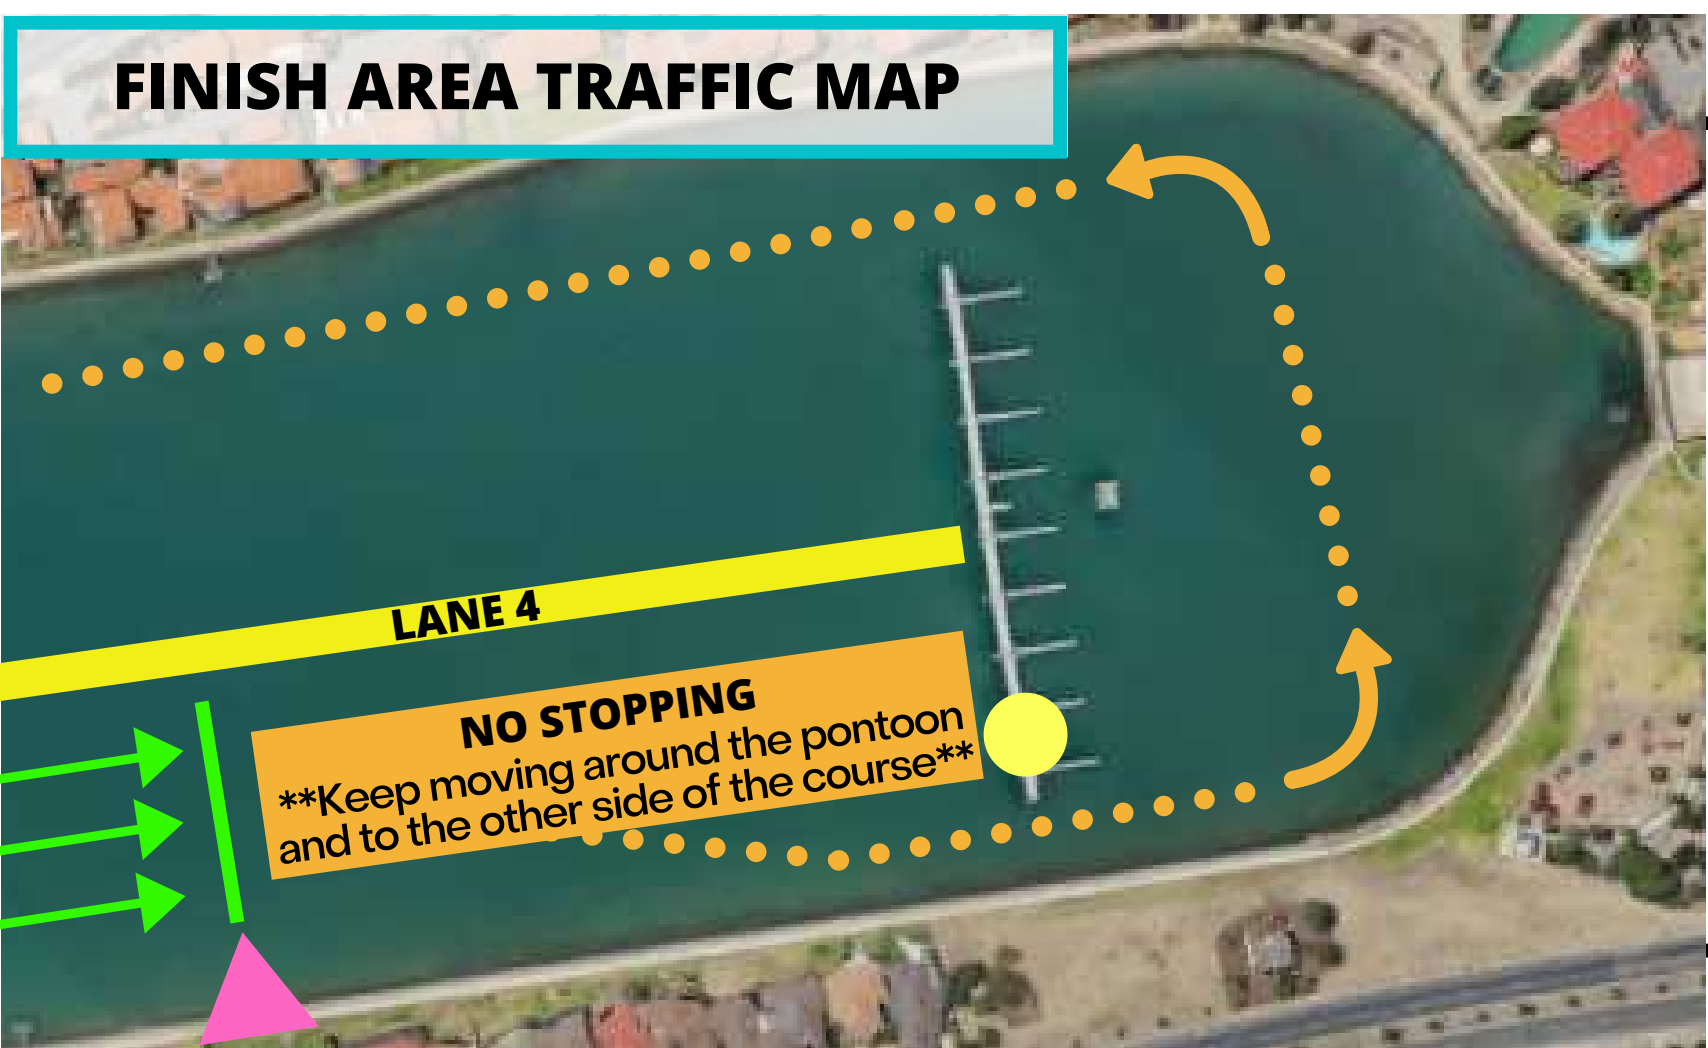 FINISH AREA TRAFFIC MAP
LANE 4
NO STOPPING
**Keep moving around the pontoon
and to the other side of the course**